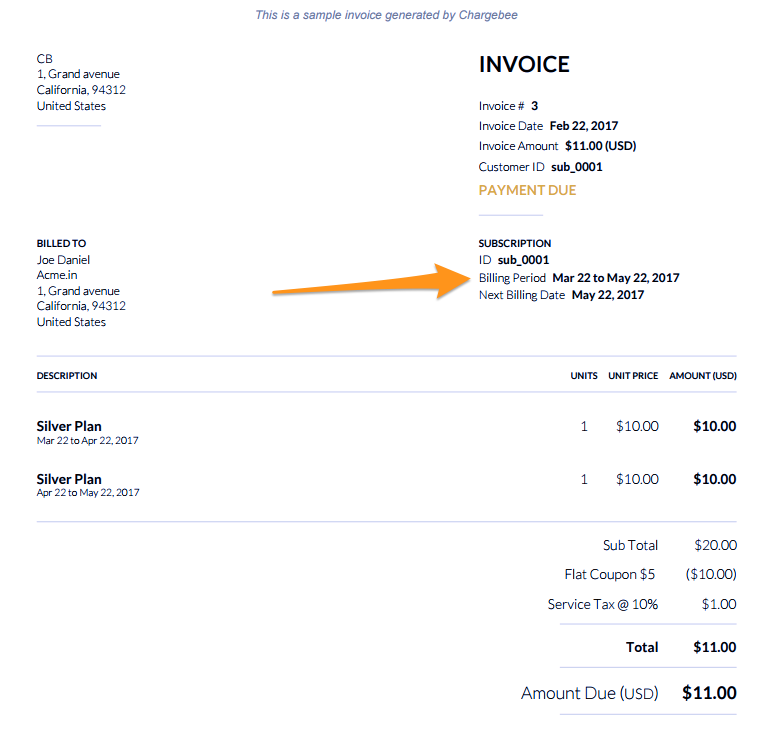 This is a sample invoice generated by Chargebee
CB
1, Grand avenue
California, 94312
United States
INVOICE
Invoice # 3
Invoice Date Feb 22, 2017
Invoice Amount $11.00 (USD)
Customer ID sub_0001
PAYMENT DUE
BILLED TO
Joe Daniel
Acme.in
1, Grand avenue
California, 94312
United States
SUBSCRIPTION
ID sub_0001
Billing Period Mar 22 to May 22, 2017
Next Billing Date May 22, 2017
DESCRIPTION UNITS UNIT PRICE AMOUNT (USD)
Silver Plan 1 $10.00 $10.00
Mar 22 to Apr 22, 2017
Silver Plan 1 $10.00 $10.00
Apr 22 to May 22, 2017
Sub Total $20.00
Flat Coupon $5 ($10.00)
Service Tax @ 10% $1.00
Total $11.00
Amount Due (USD) $11.00